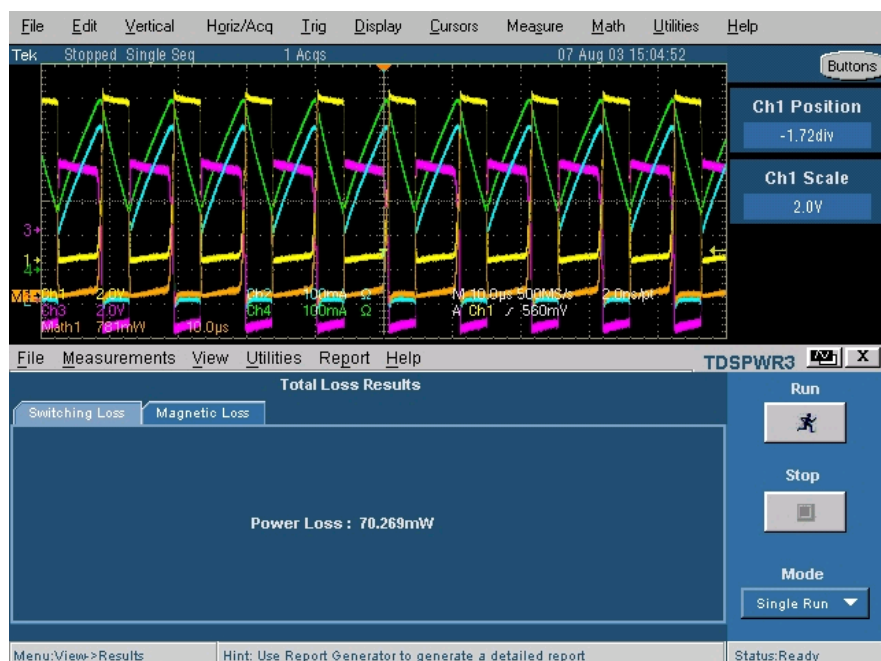 File Edit Vertical Horiz/Acq Trig Display Cursors Measure Math Utilities Help
Tek Stopped Single Seq 1 Acqs 07 Aug 03 15:04:52
Buttons
Ch1 Position
-1.72div
Ch1 Scale
2.0V
3
1
4
M1
Ch1 2.0V Ch2 100mA Ω M 10.0µs 500MS/s 2.0ns/pt
Ch3 2.0V Ch4 100mA Ω A Ch1 560mV
Math1 781mW 10.0µs
File Measurements View Utilities Report Help
TDSPWR3 X
Total Loss Results
Switching Loss Magnetic Loss
Power Loss : 70.269mW
Run
Stop
Mode
Single Run
Menu:View->Results Hint: Use Report Generator to generate a detailed report Status:Ready